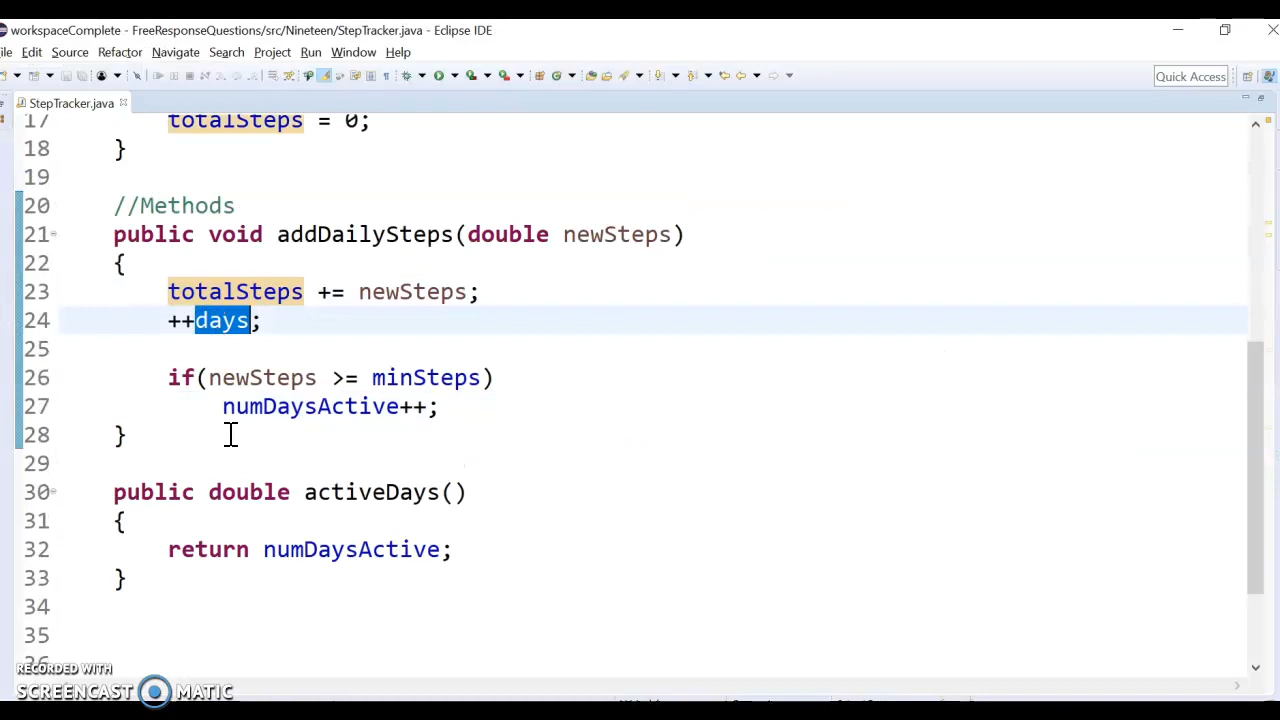 workspaceComplete - FreeResponseQuestions/src/Nineteen/StepTracker.java - Eclipse IDE
ile Edit Source Refactor Navigate Search Project Run Window Help
Quick Access
StepTracker.java
17 totalSteps = 0;
18 }
19
20 //Methods
21 public void addDailySteps(double newSteps)
22 {
23 totalSteps += newSteps;
24 ++days;
25
26 if(newSteps >= minSteps)
27 numDaysActive++;
28 }
29
30 public double activeDays()
31 {
32 return numDaysActive;
33 }
34
35
RECORDED WITH
SCREENCAST MATIC